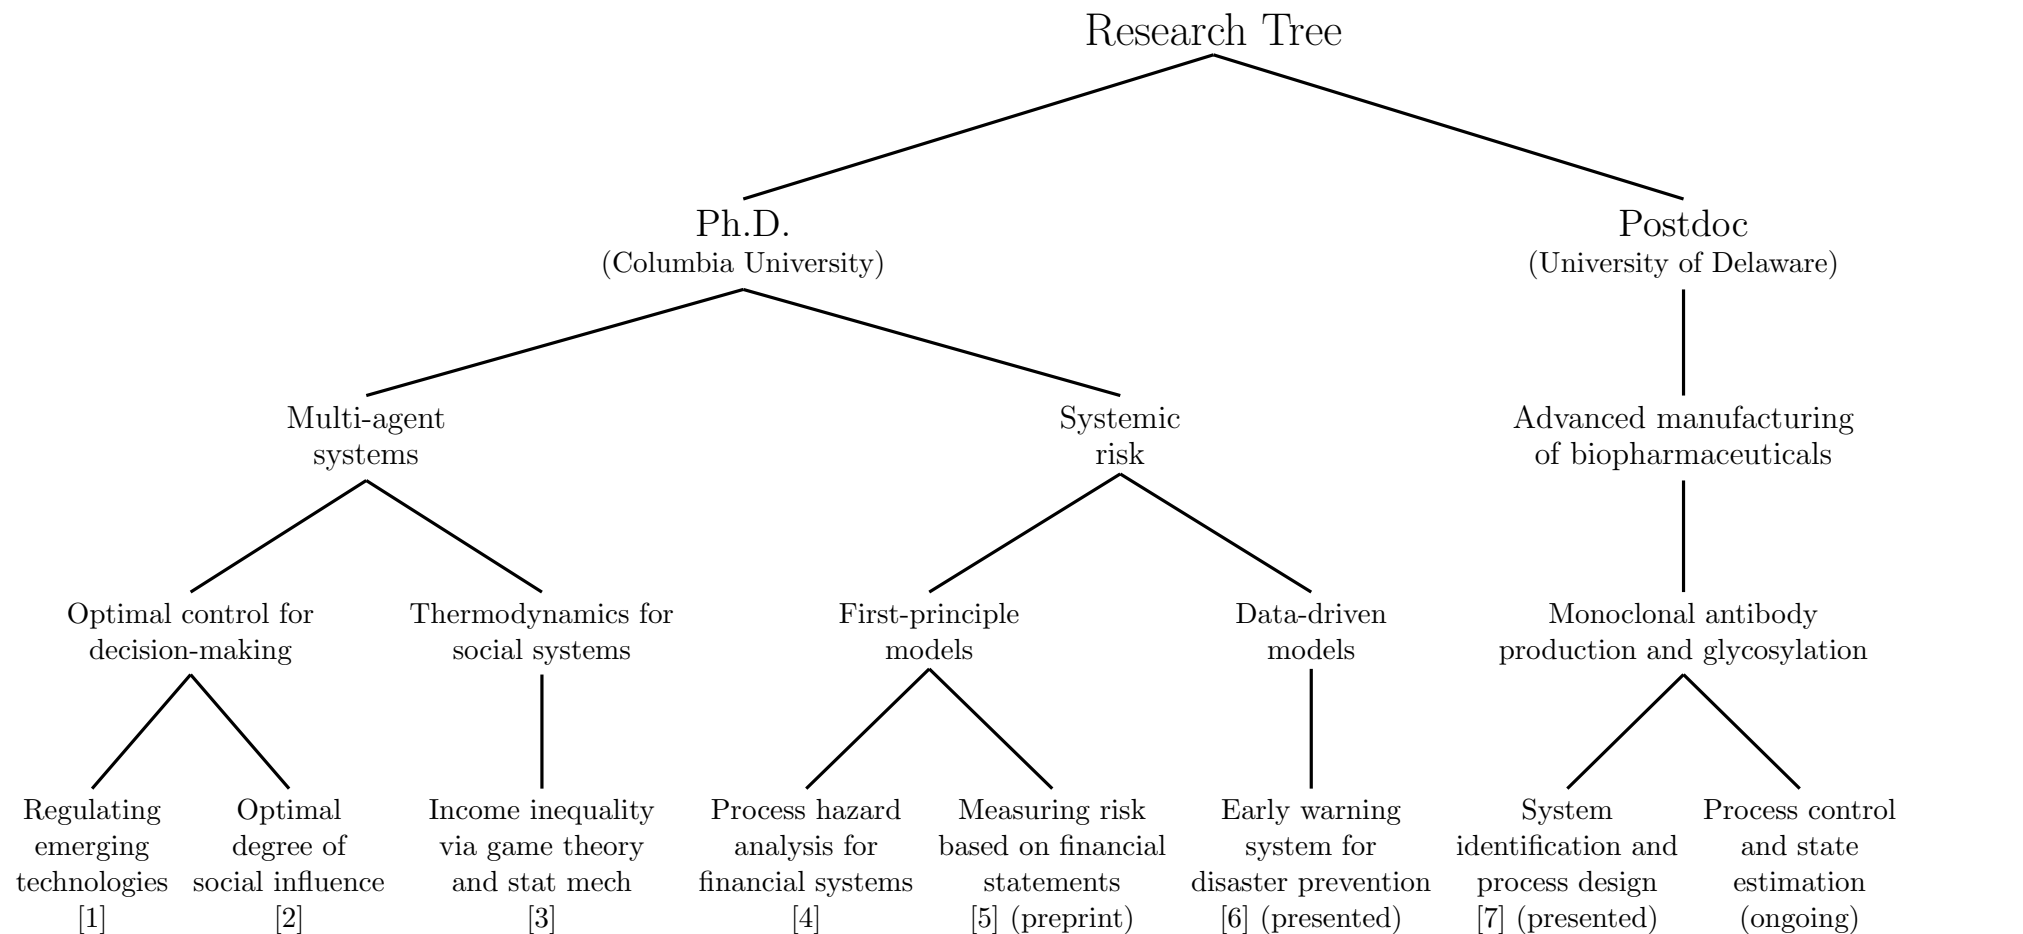 Research Tree
Ph.D.
(Columbia University)
Postdoc
(University of Delaware)
Multi-agent
systems
Systemic
risk
Advanced manufacturing
of biopharmaceuticals
Optimal control for
decision-making
Thermodynamics for
social systems
First-principle
models
Data-driven
models
Monoclonal antibody
production and glycosylation
Regulating
emerging
technologies
[1]
Optimal
degree of
social influence
[2]
Income inequality
via game theory
and stat mech
[3]
Process hazard
analysis for
financial systems
[4]
Measuring risk
based on financial
statements
[5] (preprint)
Early warning
system for
disaster prevention
[6] (presented)
System
identification and
process design
[7] (presented)
Process control
and state
estimation
(ongoing)